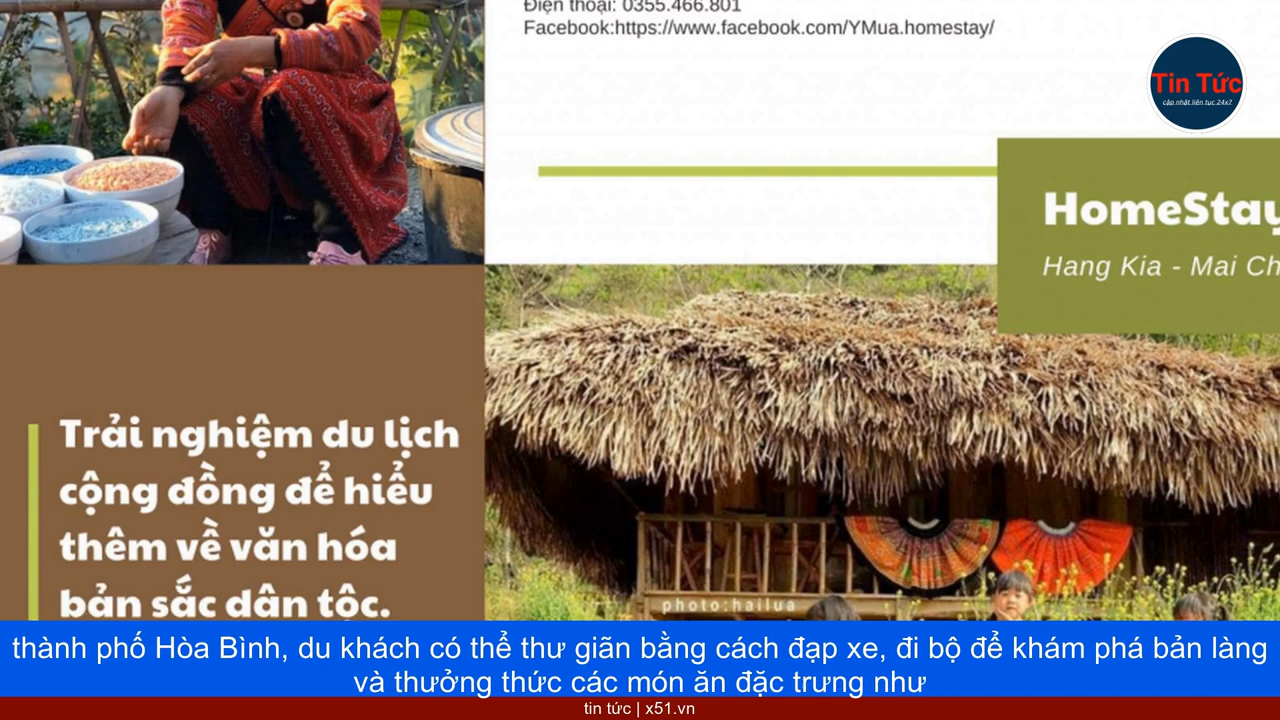 Điện thoại: 0355.466.801
Facebook:https://www.facebook.com/YMua.homestay/
Tin Tức
cập nhật liên tục 24x7
HomeStay
Hang Kia - Mai Ch
Trải nghiệm du lịch
cộng đồng để hiểu
thêm về văn hóa
bản sắc dân tộc.
photo:hailua
thành phố Hòa Bình, du khách có thể thư giãn bằng cách đạp xe, đi bộ để khám phá bản làng
và thưởng thức các món ăn đặc trưng như
tin tức | x51.vn